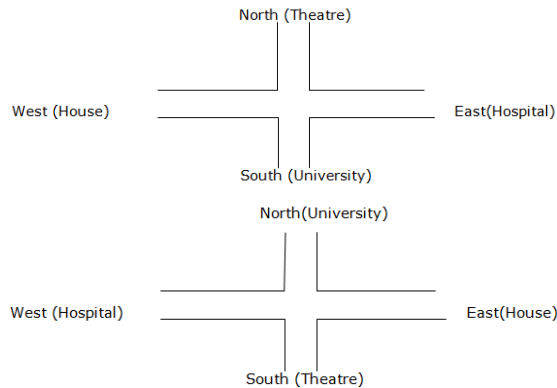 North (Theatre)
West (House)
East(Hospital)
South (University)
North(University)
West (Hospital)
East(House)
South (Theatre)